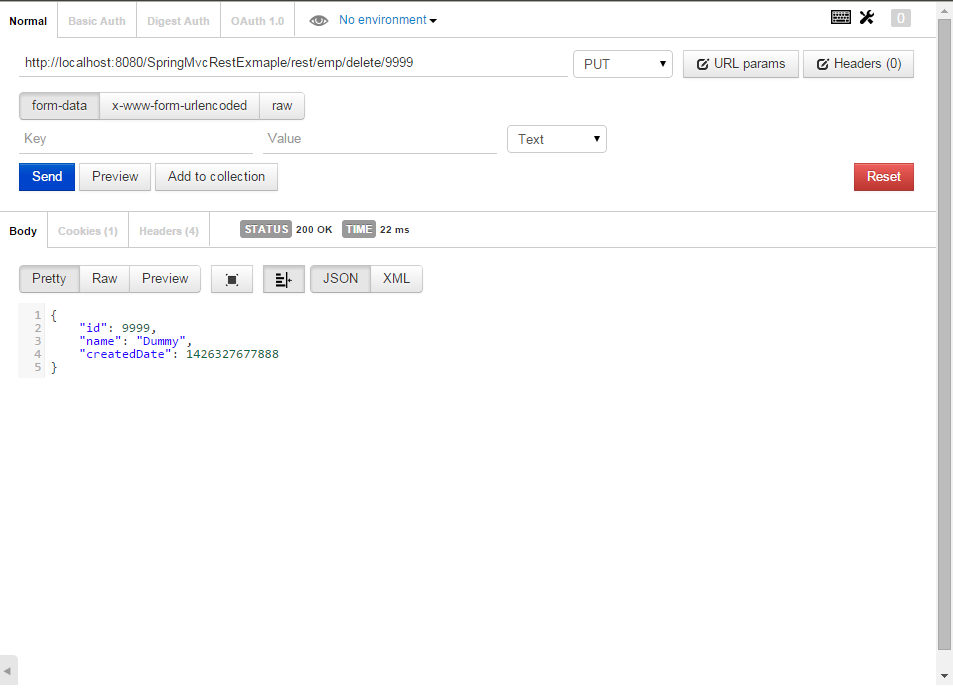 Normal Basic Auth Digest Auth OAuth 1.0 No environment 0
http://localhost:8080/SpringMvcRestExmaple/rest/emp/delete/9999 PUT URL params Headers (0)
form-data x-www-form-urlencoded raw
Key Value Text
Send Preview Add to collection Reset
Body Cookies (1) Headers (4) STATUS 200 OK TIME 22 ms
Pretty Raw Preview JSON XML
1 {
2 "id": 9999,
3 "name": "Dummy",
4 "createdDate": 1426327677888
5 }